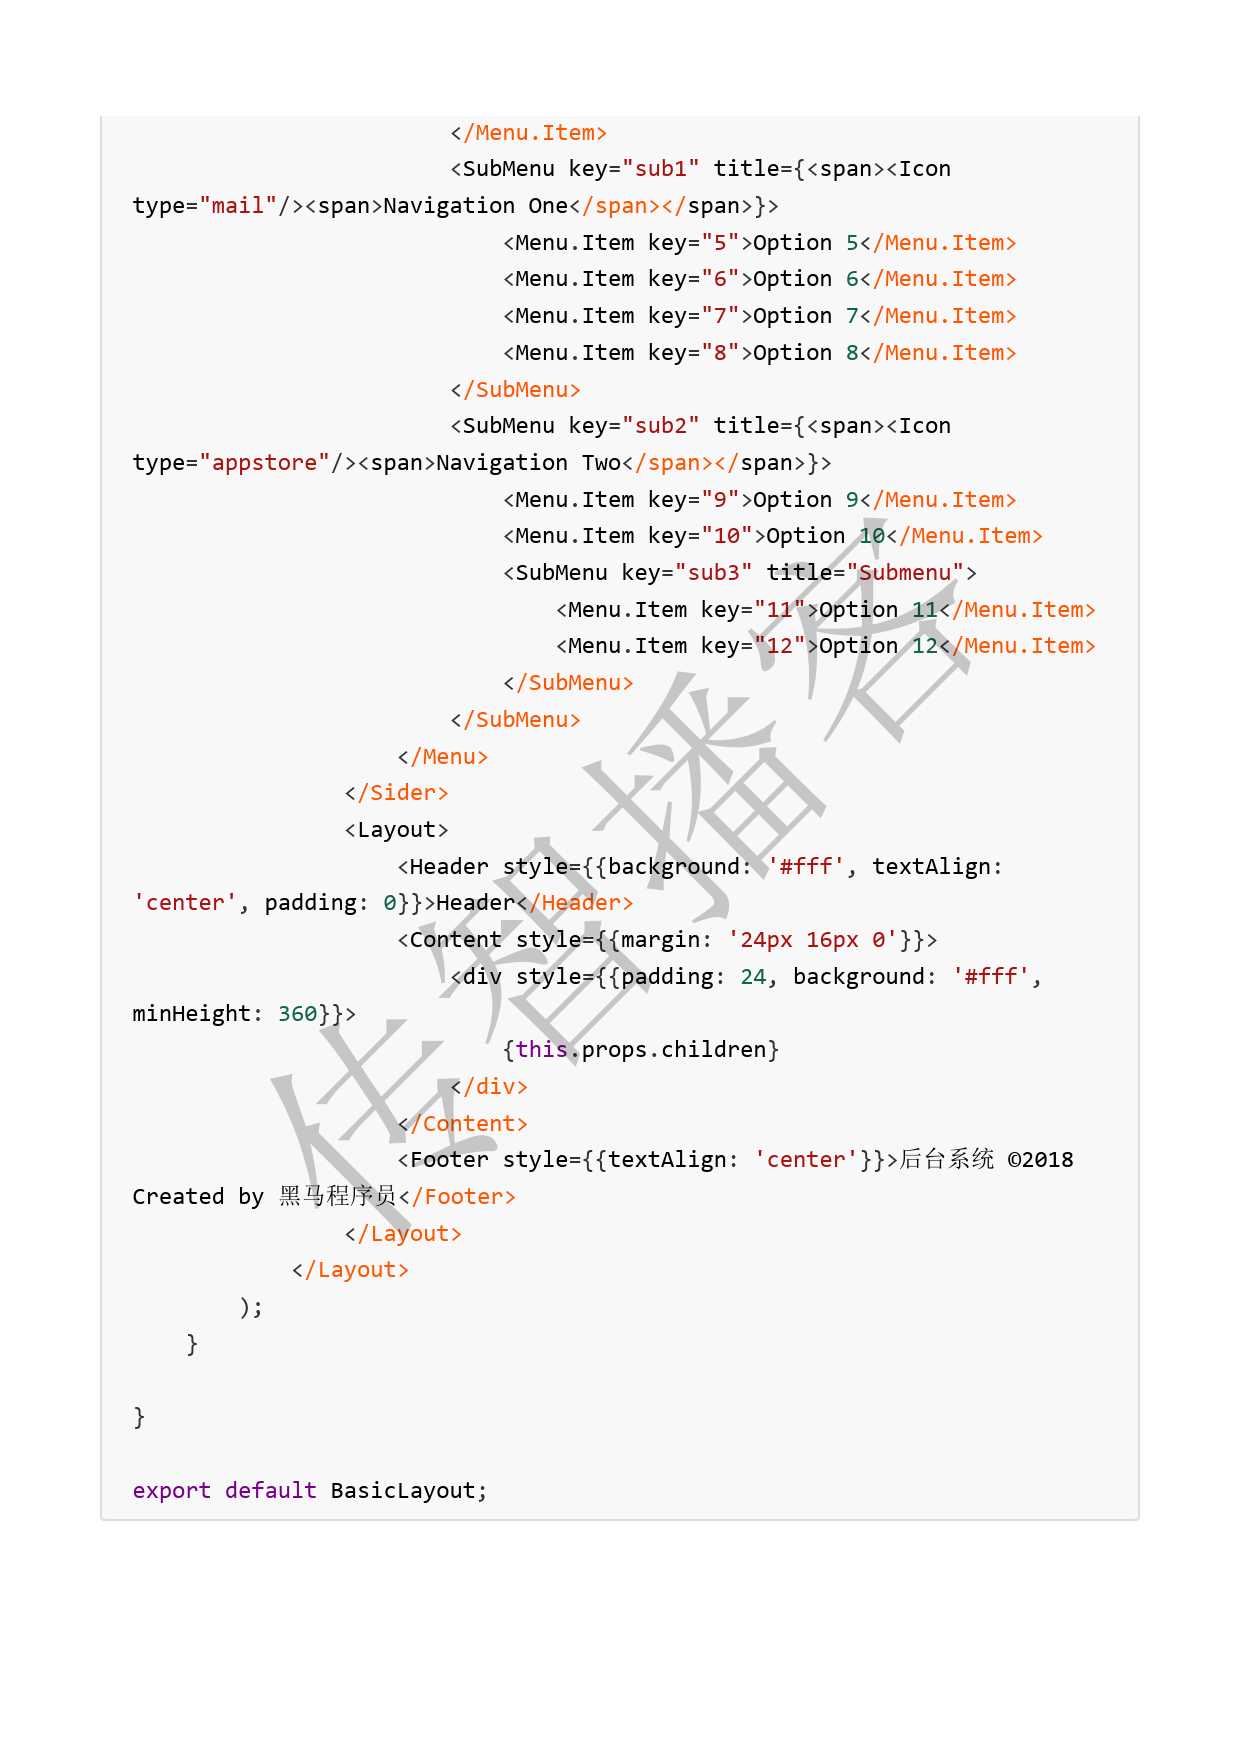 </Menu.Item>
<SubMenu key="sub1" title={<span><Icon
type="mail"/><span>Navigation One</span></span>}>
<Menu.Item key="5">Option 5</Menu.Item>
<Menu.Item key="6">Option 6</Menu.Item>
<Menu.Item key="7">Option 7</Menu.Item>
<Menu.Item key="8">Option 8</Menu.Item>
</SubMenu>
<SubMenu key="sub2" title={<span><Icon
type="appstore"/><span>Navigation Two</span></span>}>
<Menu.Item key="9">Option 9</Menu.Item>
<Menu.Item key="10">Option 10</Menu.Item>
<SubMenu key="sub3" title="Submenu">
<Menu.Item key="11">Option 11</Menu.Item>
<Menu.Item key="12">Option 12</Menu.Item>
</SubMenu>
</SubMenu>
</Menu>
</Sider>
<Layout>
<Header style={{background: '#fff', textAlign:
'center', padding: 0}}>Header</Header>
<Content style={{margin: '24px 16px 0'}}>
<div style={{padding: 24, background: '#fff',
minHeight: 360}}>
{this.props.children}
</div>
</Content>
<Footer style={{textAlign: 'center'}}>后台系统 ©2018
Created by 黑马程序员</Footer>
</Layout>
</Layout>
);
}
}
export default BasicLayout;
传智播客